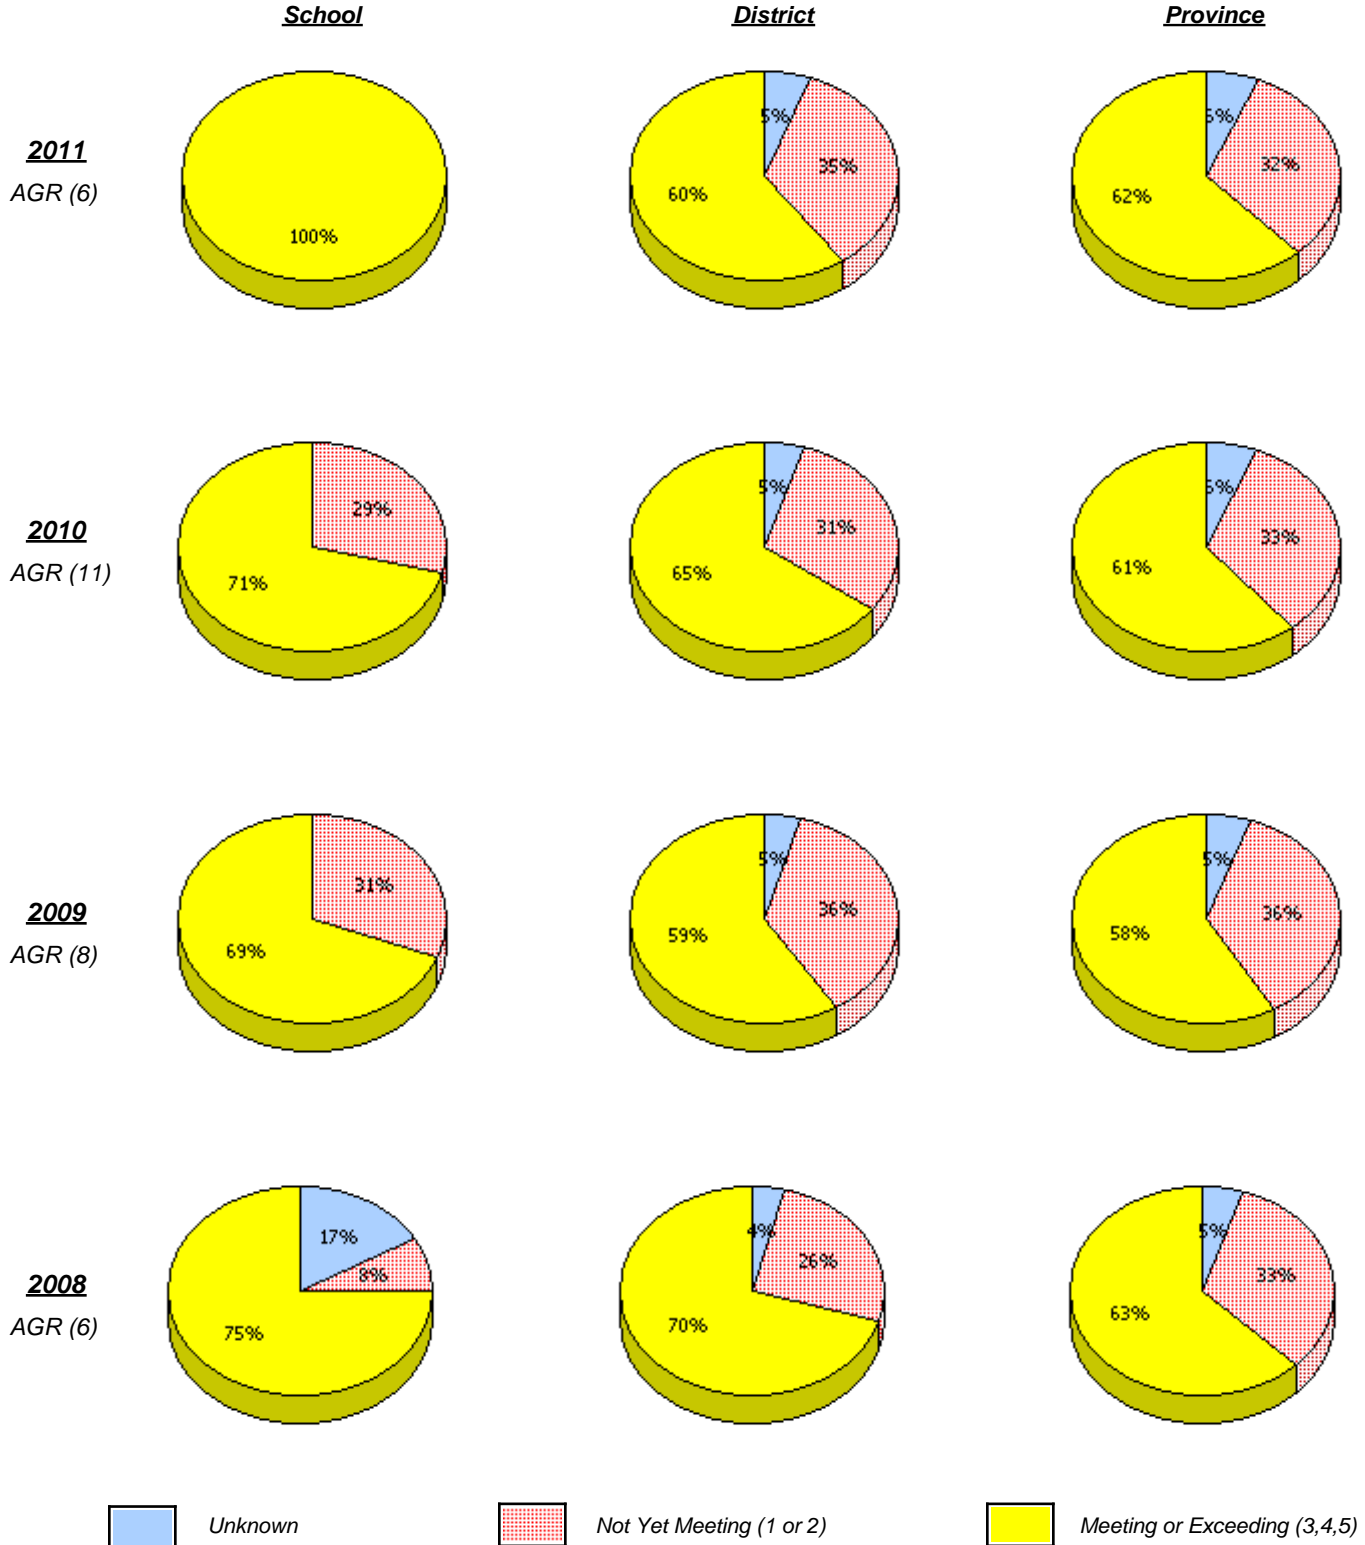 School District Province
2011
AGR (6)
100%
60% 5% 35%
62% 6% 32%
2010
AGR (11)
71% 29%
65% 5% 31%
61% 6% 33%
2009
AGR (8)
69% 31%
59% 5% 36%
58% 5% 36%
2008
AGR (6)
75% 17% 8%
70% 4% 26%
63% 5% 33%
Unknown
Not Yet Meeting (1 or 2)
Meeting or Exceeding (3,4,5)